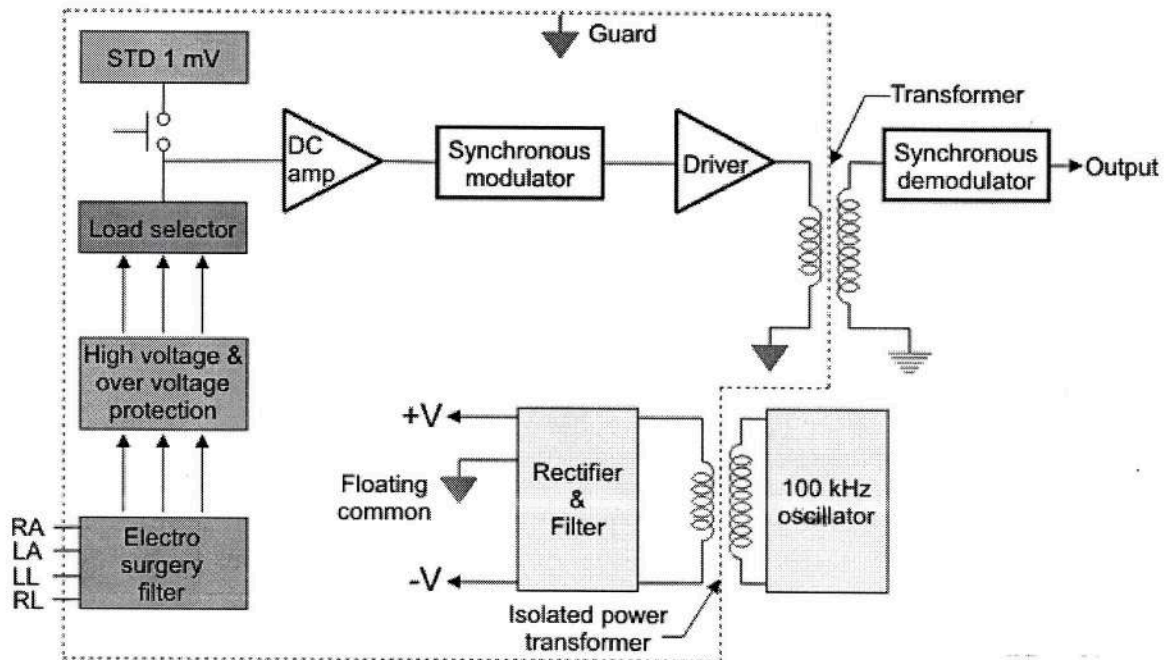 Guard
STD 1 mV
Transformer
DC
amp
Synchronous
modulator
Driver
Synchronous
demodulator
Output
Load selector
High voltage &
over voltage
protection
+V
Floating
common
-V
Rectifier
&
Filter
100 kHz
oscillator
RA
LA
LL
RL
Electro
surgery
filter
Isolated power
transformer